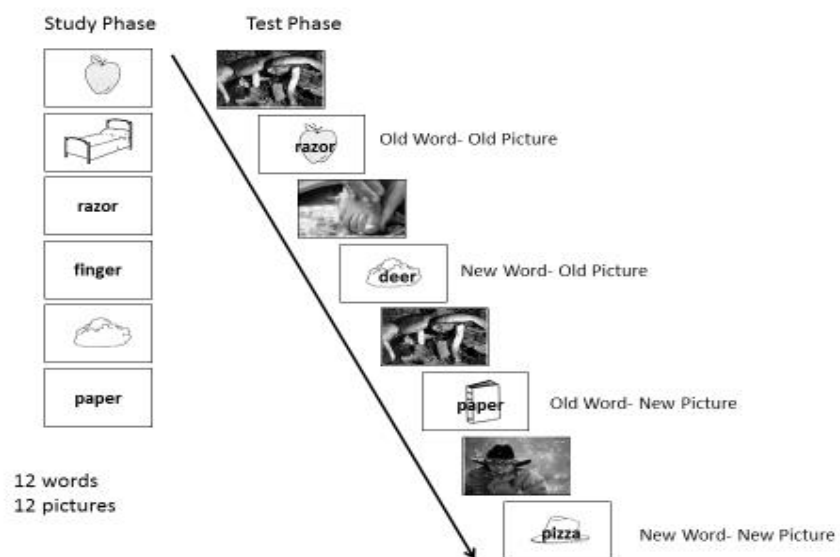 Study Phase
Test Phase
razor
finger
paper
12 words
12 pictures
razor
Old Word- Old Picture
deer
New Word- Old Picture
paper
Old Word- New Picture
pizza
New Word- New Picture